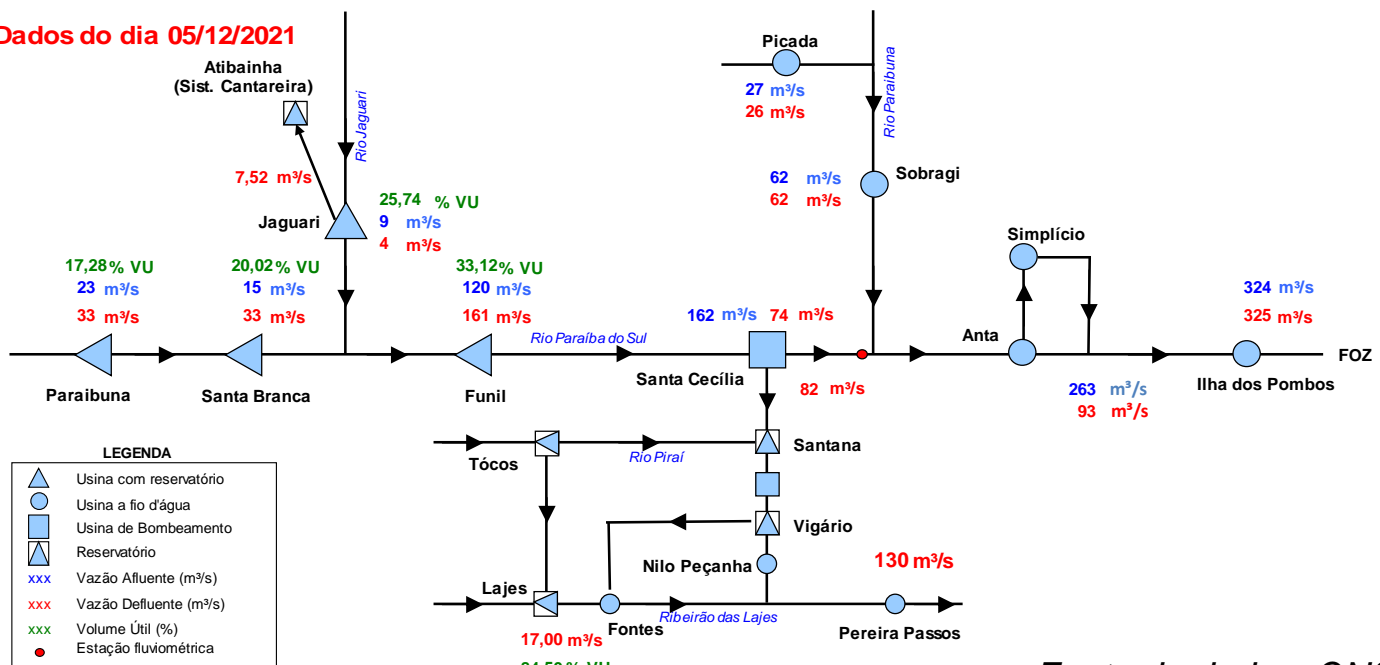 Dados do dia 05/12/2021
Atibainha
(Sist. Cantareira)
Rio Jaguari
7,52 m³/s
Jaguari
25,74 % VU
9 m³/s
4 m³/s
Picada
27 m³/s
26 m³/s
Rio Paraibuna
62 m³/s
62 m³/s
Sobragi
Simplício
17,28% VU
23 m³/s
33 m³/s
20,02% VU
15 m³/s
33 m³/s
33,12% VU
120 m³/s
161 m³/s
Rio Paraíba do Sul
162 m³/s 74 m³/s
324 m³/s
325 m³/s
Anta
FOZ
Paraibuna
Santa Branca
Funil
Santa Cecília
82 m³/s
263 m³/s
93 m³/s
Ilha dos Pombos
Tócos
Rio Piraí
Santana
Vigário
Nilo Peçanha
130 m³/s
Lajes
Fontes
Ribeirão das Lajes
Pereira Passos
17,00 m³/s
LEGENDA
Usina com reservatório
Usina a fio d'água
Usina de Bombeamento
Reservatório
xxx Vazão Afluente (m³/s)
xxx Vazão Defluente (m³/s)
xxx Volume Útil (%)
Estação fluviométrica